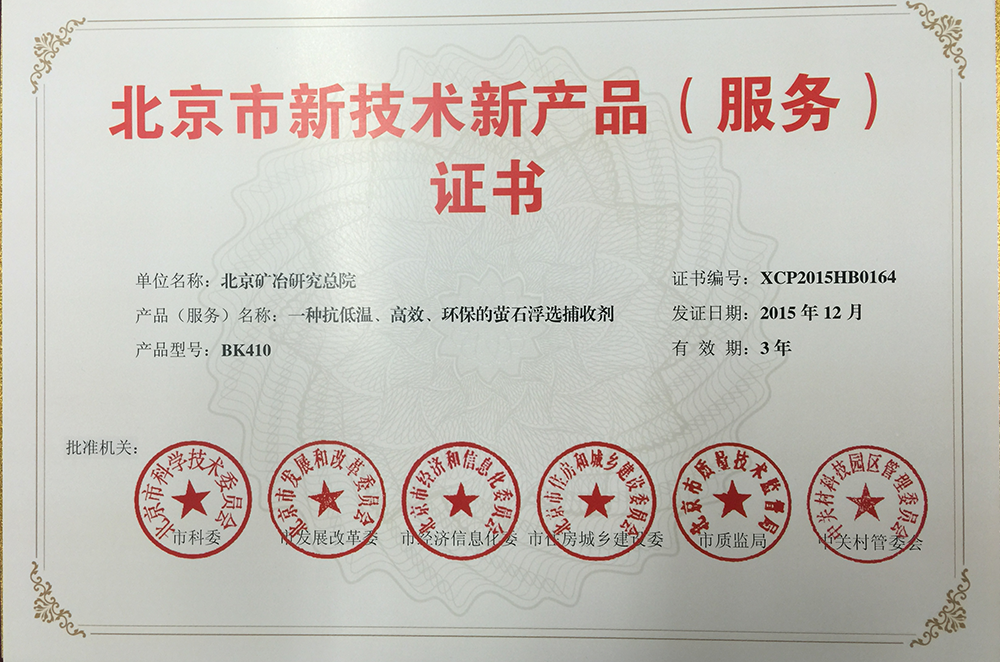 北京市新技术新产品（服务）
证书
单位名称：北京矿冶研究总院
证书编号：XCP2015HB0164
产品（服务）名称：一种抗低温、高效、环保的萤石浮选捕收剂
发证日期：2015 年 12 月
产品型号：BK410
有 效 期：3 年
批准机关：
北京市科学技术委员会
市科委
北京市发展和改革委员会
市发展改革委
北京市经济和信息化委员会
市经济信息化委
北京市住房和城乡建设委员会
市住房城乡建设委
北京市质量技术监督局
市质监局
中关村科技园区管理委员会
中关村管委会